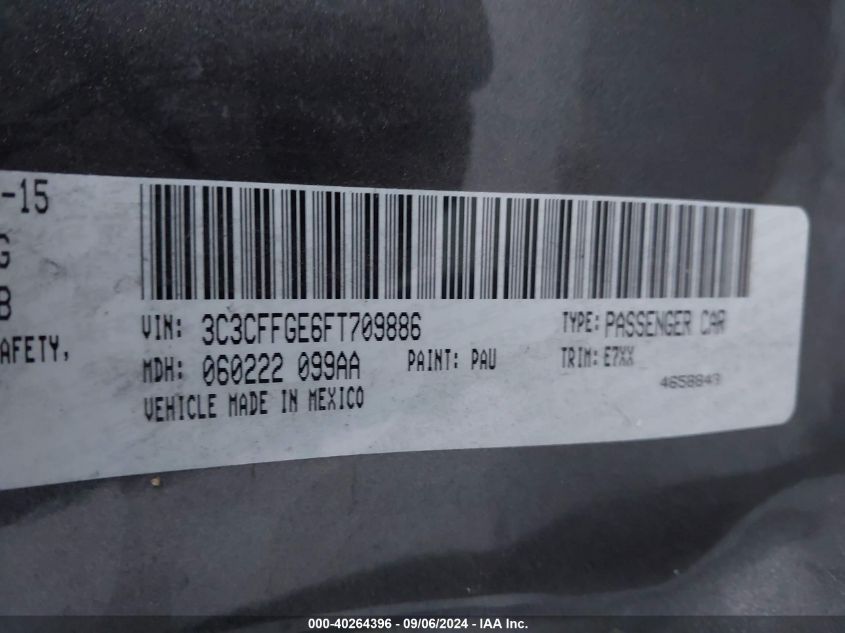 -15
G
B
AFETY,
VIN: 3C3CFFGE6FT709886 TYPE: PASSENGER CAR
MDH: 060222 099AA PAINT: PAU TRIM: E7XX
VEHICLE MADE IN MEXICO 4658849
000-40264396 - 09/06/2024 - IAA Inc.